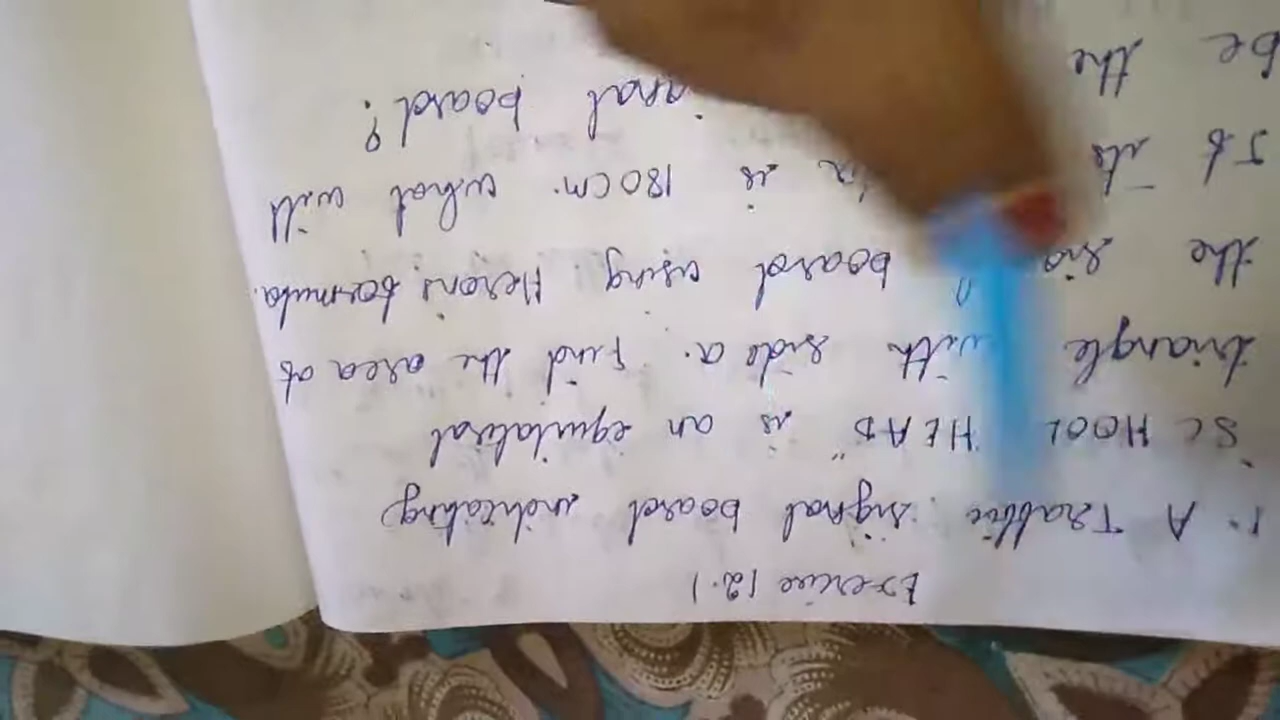 Exercise 12.1
1. A Traffic signal board indicating
"SCHOOL HEAD" is an equilateral
triangle with side a. Find the area of
the board using Heron's formula.
If its is 180cm. what will
be the board?